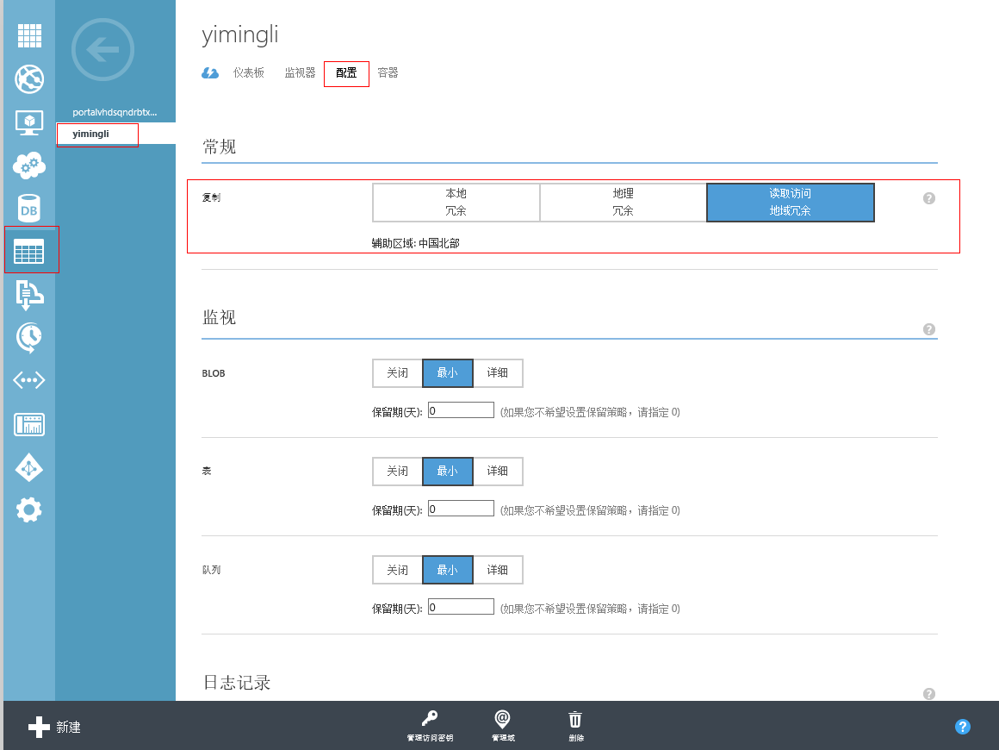 yimingli
仪表板 监视器 配置 容器
portalvhdsqndrbtx...
yimingli
常规
复制
本地 冗余
地理 冗余
读取访问 地域冗余
辅助区域: 中国北部
监视
BLOB
关闭 最小 详细
保留期(天): 0 (如果您不希望设置保留策略，请指定 0)
表
关闭 最小 详细
保留期(天): 0 (如果您不希望设置保留策略，请指定 0)
队列
关闭 最小 详细
保留期(天): 0 (如果您不希望设置保留策略，请指定 0)
日志记录
DB
新建
管理访问密钥 管理域 删除